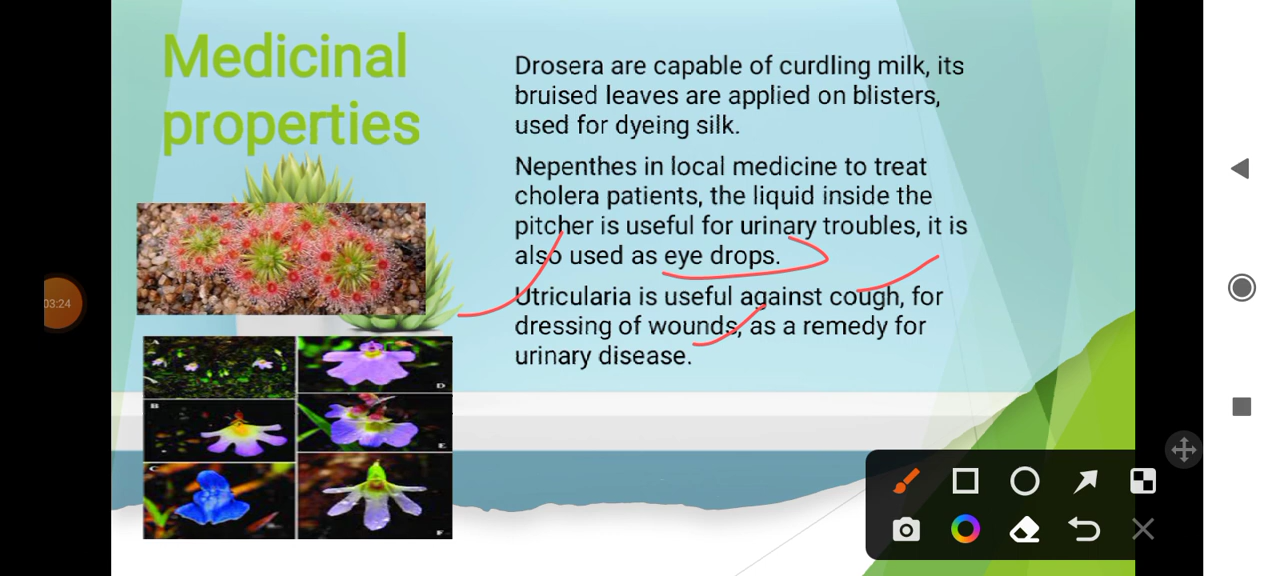 Medicinal
properties
Drosera are capable of curdling milk, its
bruised leaves are applied on blisters,
used for dyeing silk.
Nepenthes in local medicine to treat
cholera patients, the liquid inside the
pitcher is useful for urinary troubles, it is
also used as eye drops.
Utricularia is useful against cough, for
dressing of wounds, as a remedy for
urinary disease.
03:24
A
D
B
E
C
F